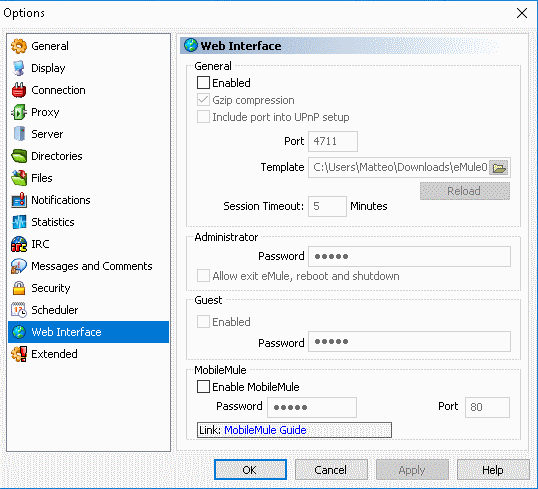 Options
General
Display
Connection
Proxy
Server
Directories
Files
Notifications
Statistics
IRC
Messages and Comments
Security
Scheduler
Web Interface
Extended
Web Interface
General
Enabled
Gzip compression
Include port into UPnP setup
Port 4711
Template C:\Users\Matteo\Downloads\eMule0
Reload
Session Timeout: 5 Minutes
Administrator
Password •••••
Allow exit eMule, reboot and shutdown
Guest
Enabled
Password •••••
MobileMule
Enable MobileMule
Password ••••• Port 80
Link: MobileMule Guide
OK Cancel Apply Help